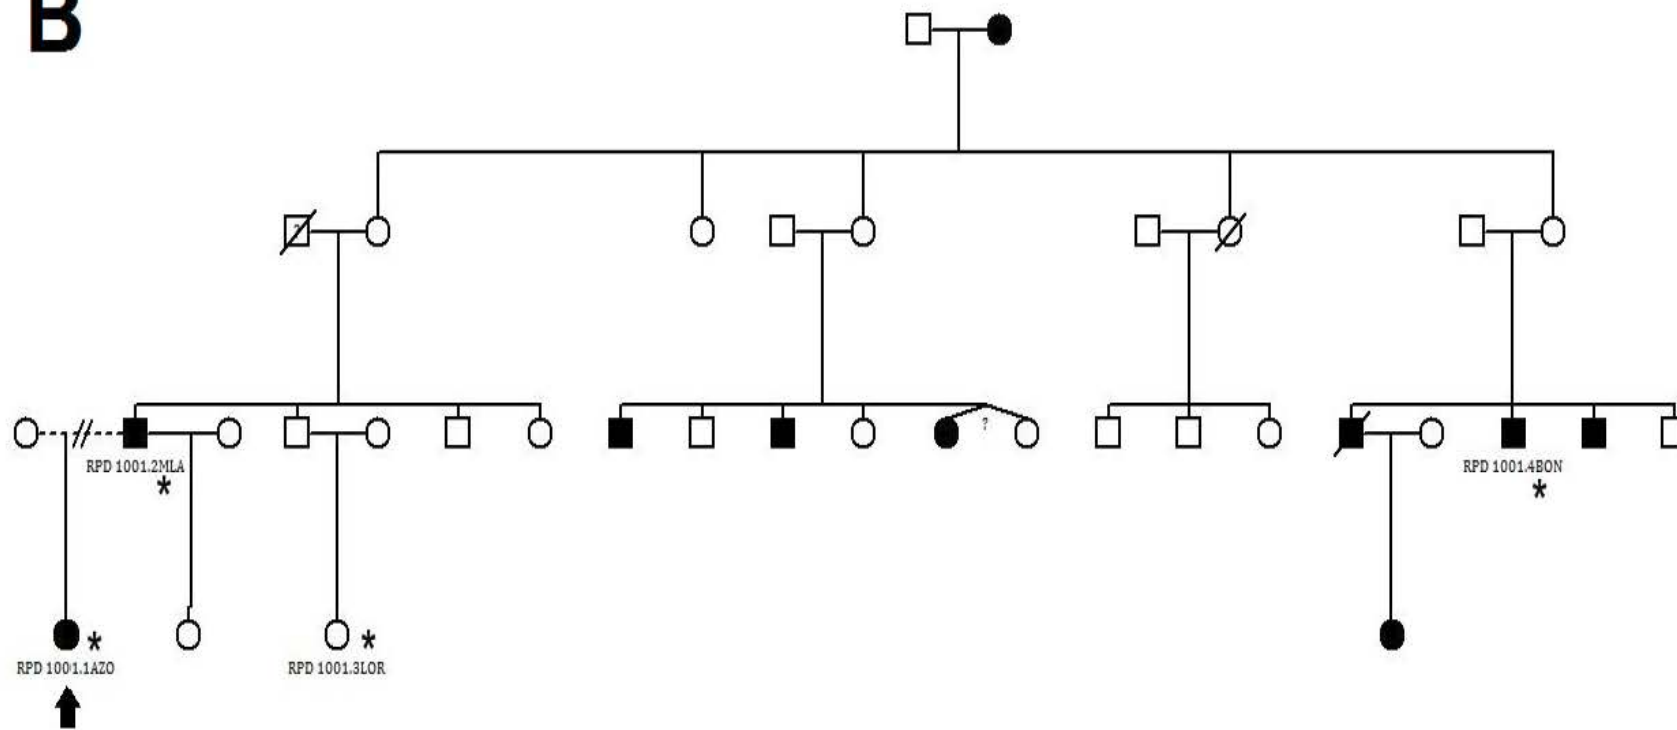 B
?
?
RPD 1001.2MLA
*
RPD 1001.4BON
*
*
*
RPD 1001.1AZO
RPD 1001.3LOR